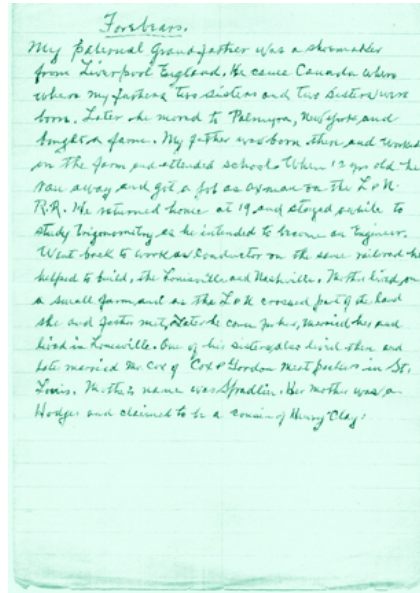 Forebears.
My paternal Grandfather was a shoemaker
from Liverpool England. He came Canada where
where my father two sisters and two sisters were
born. Later he moved to Palmyra, New York and
bought a farm. My father was born there and worked
on the farm and attended school. When 12 yrs old he
ran away and got a job as axman on the L & N
R.R. He returned home at 19 and stayed awhile to
study trigonometry as he intended to become an Engineer.
Went back to work as conductor on the same railroad he
helped to build, the Louisville and Nashville. Mother lived on
a small farm and as the L & N crossed part of the land
she and father met, Later he came for her, married her and
lived in Louisville. One of his sisters also lived there and
late married Mr. Cox of Cox & Gordon Meat packers in St.
Louis. Mother's name was Spradlin. Her mother was a
Hodges and claimed to be a cousin of Henry Clay.